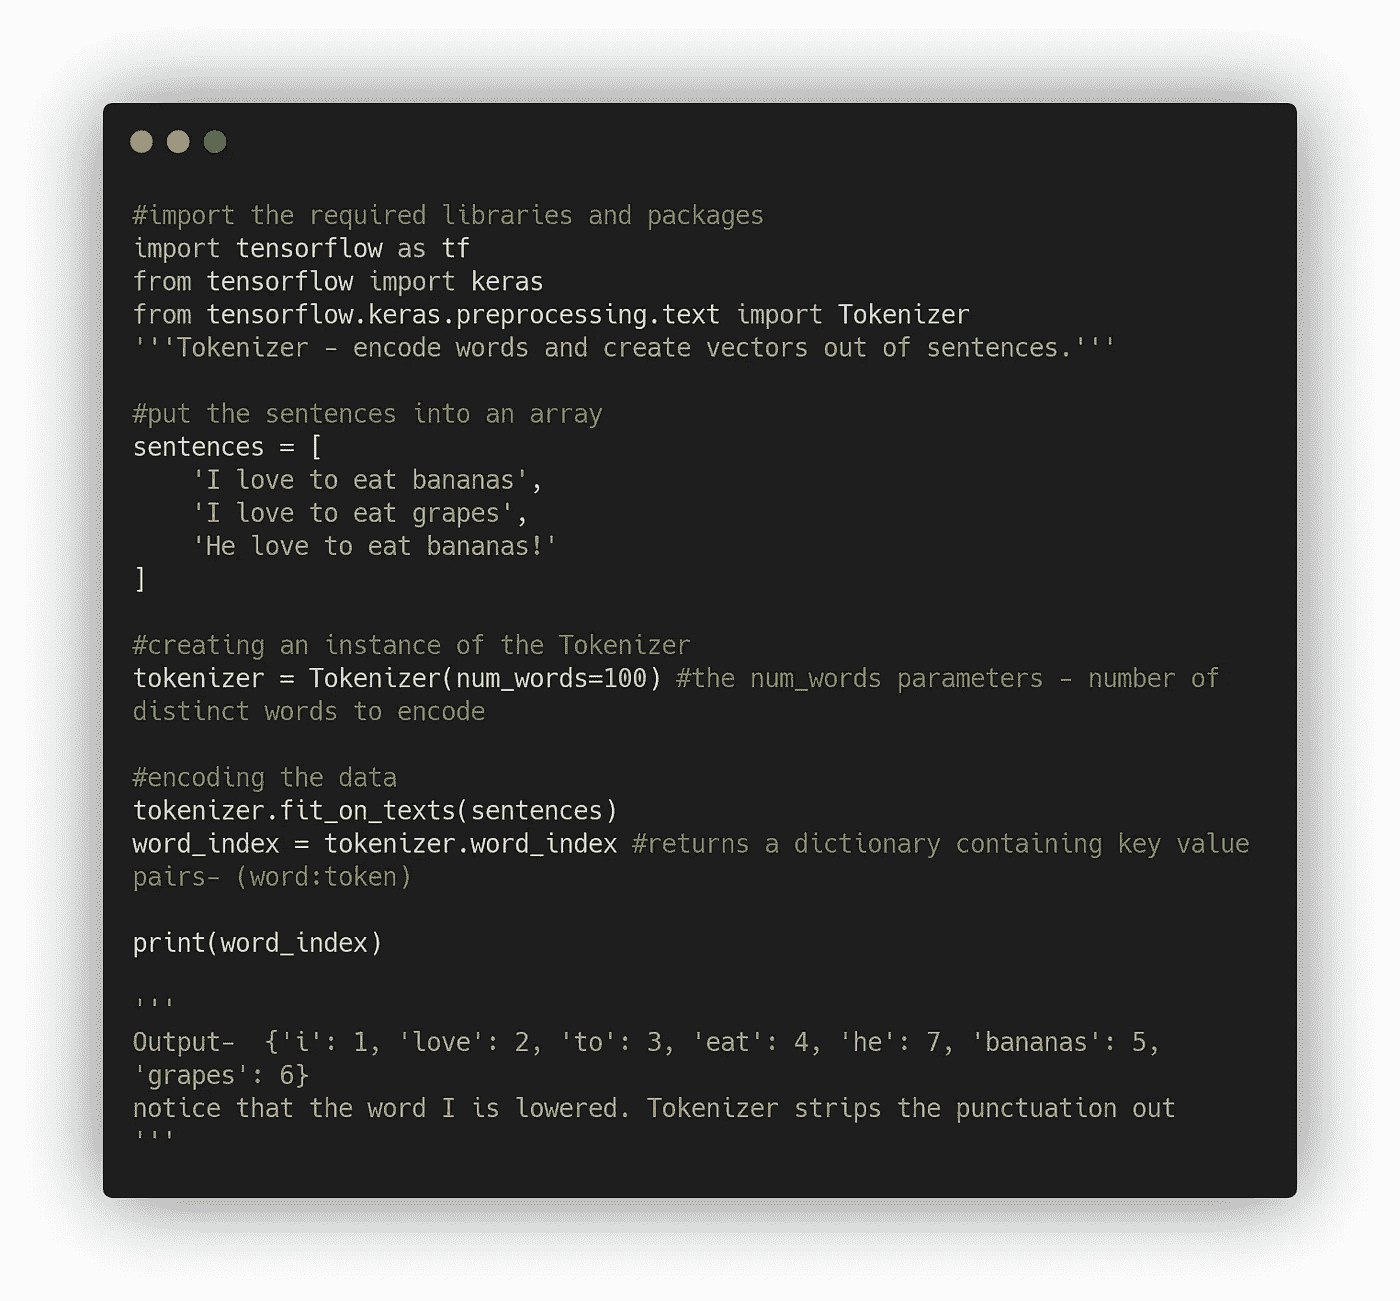 #import the required libraries and packages
import tensorflow as tf
from tensorflow import keras
from tensorflow.keras.preprocessing.text import Tokenizer
'''Tokenizer - encode words and create vectors out of sentences.'''
#put the sentences into an array
sentences = [
    'I love to eat bananas',
    'I love to eat grapes',
    'He love to eat bananas!'
]
#creating an instance of the Tokenizer
tokenizer = Tokenizer(num_words=100) #the num_words parameters - number of
distinct words to encode
#encoding the data
tokenizer.fit_on_texts(sentences)
word_index = tokenizer.word_index #returns a dictionary containing key value
pairs- (word:token)
print(word_index)
'''
Output-  {'i': 1, 'love': 2, 'to': 3, 'eat': 4, 'he': 7, 'bananas': 5,
'grapes': 6}
notice that the word I is lowered. Tokenizer strips the punctuation out
'''